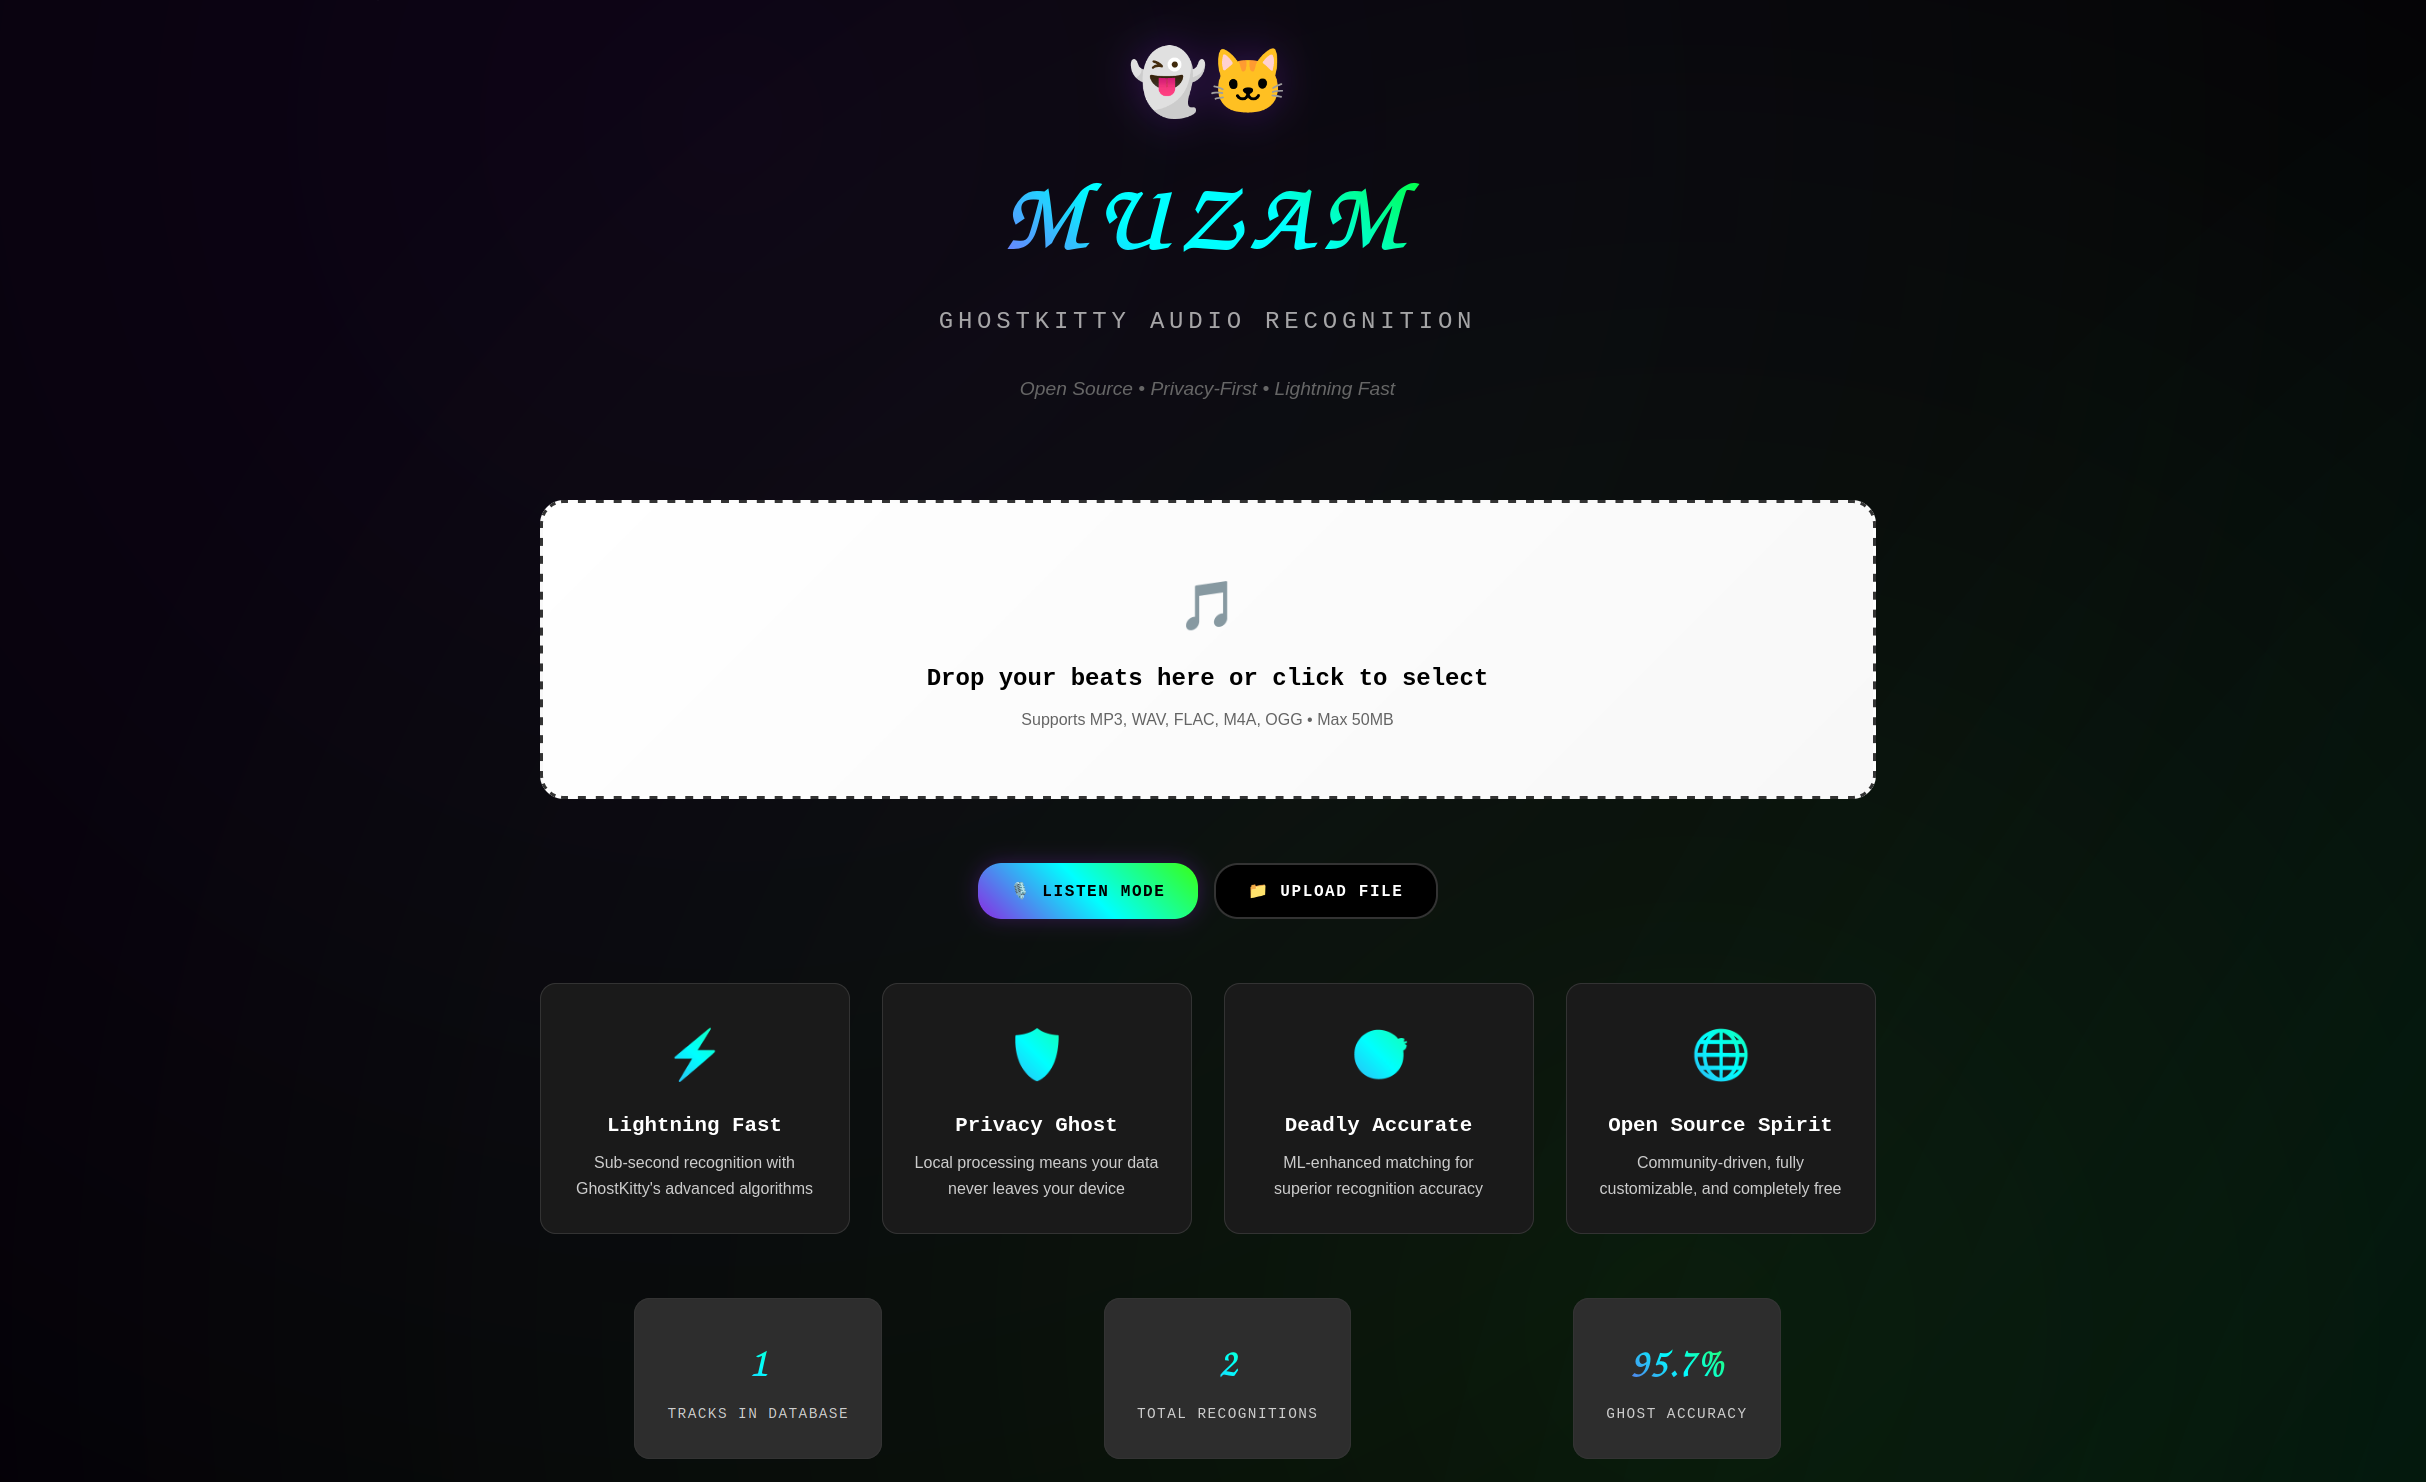 MUZAM
GHOSTKITTY AUDIO RECOGNITION
Open Source • Privacy-First • Lightning Fast
Drop your beats here or click to select
Supports MP3, WAV, FLAC, M4A, OGG • Max 50MB
LISTEN MODE
UPLOAD FILE
Lightning Fast
Sub-second recognition with
GhostKitty's advanced algorithms
Privacy Ghost
Local processing means your data
never leaves your device
Deadly Accurate
ML-enhanced matching for
superior recognition accuracy
Open Source Spirit
Community-driven, fully
customizable, and completely free
1
TRACKS IN DATABASE
2
TOTAL RECOGNITIONS
95.7%
GHOST ACCURACY